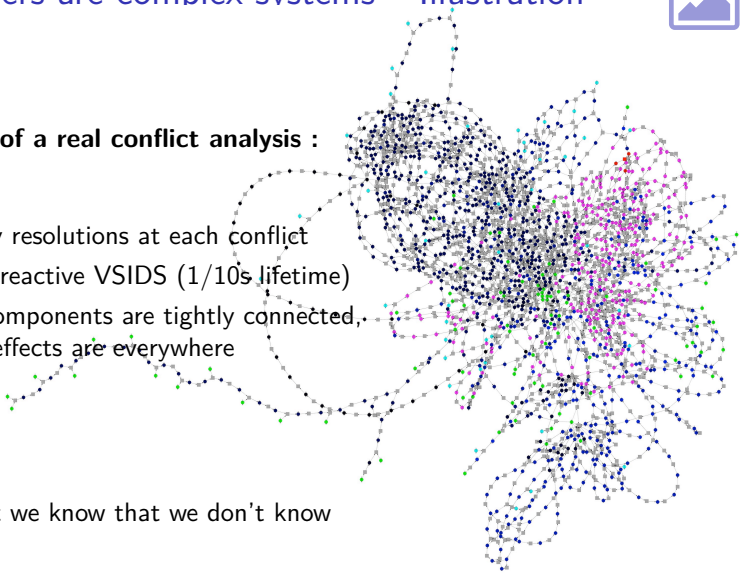 ers are complex systems – illustration
of a real conflict analysis :
resolutions at each conflict
reactive VSIDS (1/10s lifetime)
omponents are tightly connected,
effects are everywhere
we know that we don't know